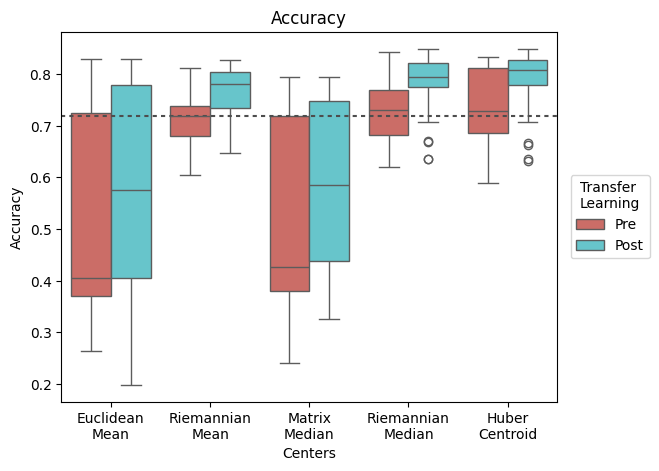 Accuracy
Accuracy
0.8
0.7
0.6
0.5
0.4
0.3
0.2
Euclidean
Mean
Riemannian
Mean
Matrix
Median
Riemannian
Median
Huber
Centroid
Centers
Transfer
Learning
Pre
Post